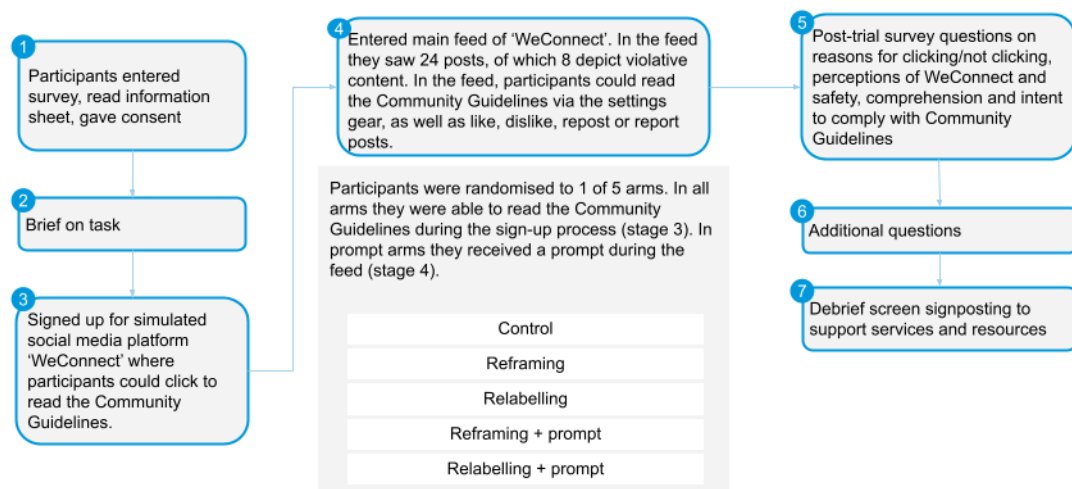 1
Participants entered
survey, read information
sheet, gave consent
2
Brief on task
3
Signed up for simulated
social media platform
‘WeConnect’ where
participants could click to
read the Community
Guidelines.
4
Entered main feed of ‘WeConnect’. In the feed
they saw 24 posts, of which 8 depict violative
content. In the feed, participants could read
the Community Guidelines via the settings
gear, as well as like, dislike, repost or report
posts.
Participants were randomised to 1 of 5 arms. In all
arms they were able to read the Community
Guidelines during the sign-up process (stage 3). In
prompt arms they received a prompt during the
feed (stage 4).
Control
Reframing
Relabelling
Reframing + prompt
Relabelling + prompt
5
Post-trial survey questions on
reasons for clicking/not clicking,
perceptions of WeConnect and
safety, comprehension and intent
to comply with Community
Guidelines
6
Additional questions
7
Debrief screen signposting to
support services and resources